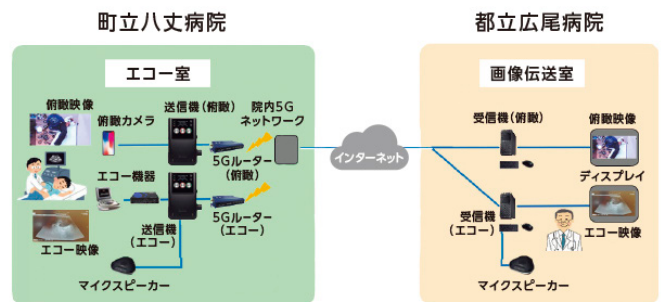 町立八丈病院
都立広尾病院
エコー室
画像伝送室
俯瞰映像
俯瞰カメラ
送信機(俯瞰)
院内5G
ネットワーク
5Gルーター
(俯瞰)
エコー機器
送信機
(エコー)
5Gルーター
(エコー)
エコー映像
マイクスピーカー
インターネット
受信機(俯瞰)
俯瞰映像
ディスプレイ
受信機
(エコー)
エコー映像
マイクスピーカー